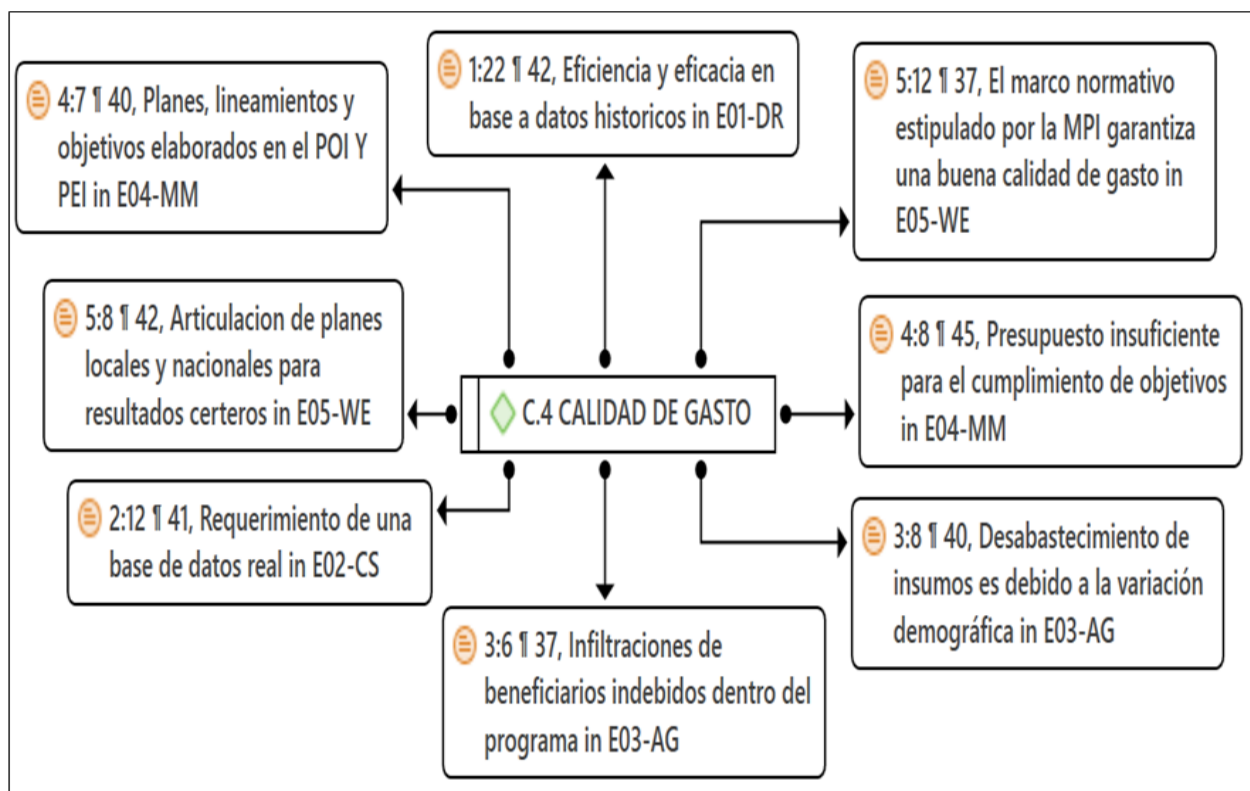 4:7 ¶ 40, Planes, lineamientos y
objetivos elaborados en el POI Y
PEI in E04-MM
1:22 ¶ 42, Eficiencia y eficacia en
base a datos historicos in E01-DR
5:12 ¶ 37, El marco normativo
estipulado por la MPI garantiza
una buena calidad de gasto in
E05-WE
5:8 ¶ 42, Articulacion de planes
locales y nacionales para
resultados certeros in E05-WE
C.4 CALIDAD DE GASTO
4:8 ¶ 45, Presupuesto insuficiente
para el cumplimiento de objetivos
in E04-MM
2:12 ¶ 41, Requerimiento de una
base de datos real in E02-CS
3:6 ¶ 37, Infiltraciones de
beneficiarios indebidos dentro del
programa in E03-AG
3:8 ¶ 40, Desabastecimiento de
insumos es debido a la variación
demográfica in E03-AG